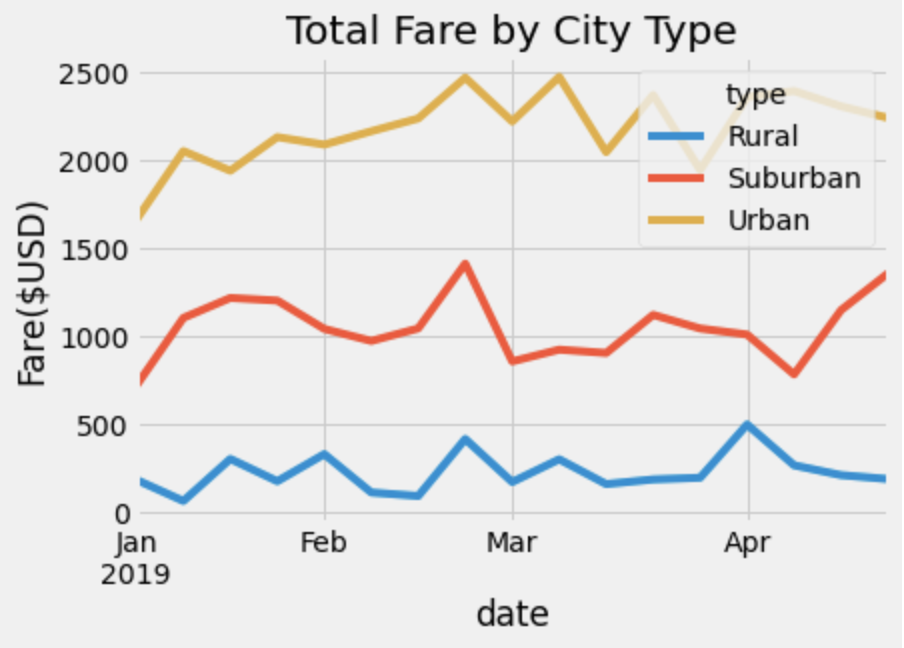 Total Fare by City Type
2500
2000
1500
1000
500
0
Fare($USD)
type
Rural
Suburban
Urban
Jan
2019
Feb
Mar
Apr
date